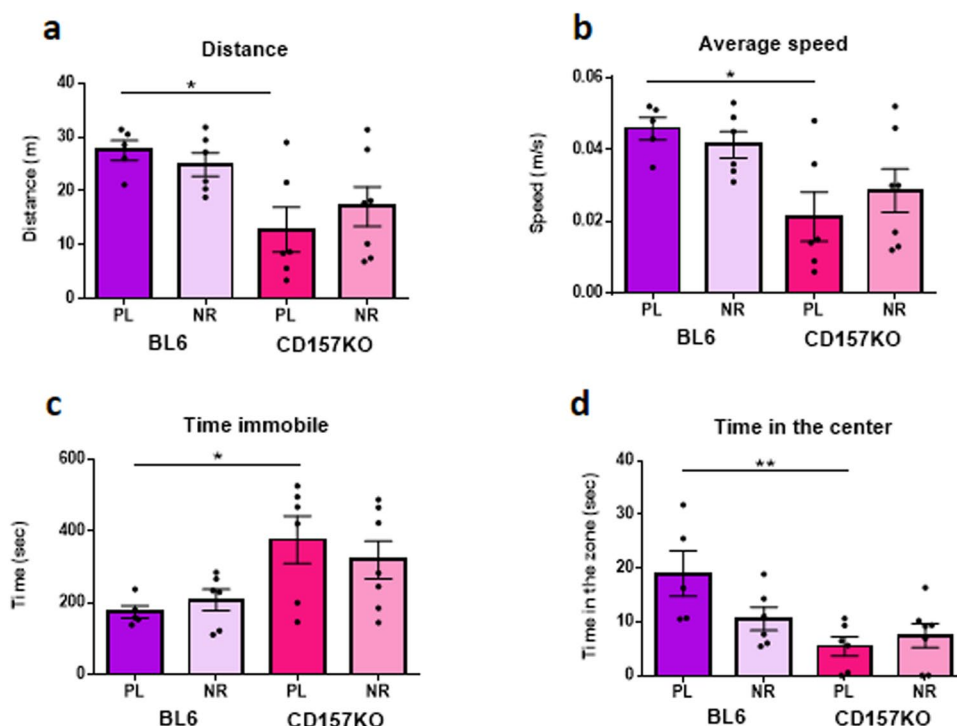 a
Distance
*
40
30
20
10
0
Distance (m)
PL NR PL NR
BL6 CD157KO
b
Average speed
*
0.06
0.04
0.02
0.00
Speed (m/s)
PL NR PL NR
BL6 CD157KO
c
Time immobile
*
600
400
200
0
Time (sec)
PL NR PL NR
BL6 CD157KO
d
Time in the center
**
40
30
20
10
0
Time in the zone (sec)
PL NR PL NR
BL6 CD157KO